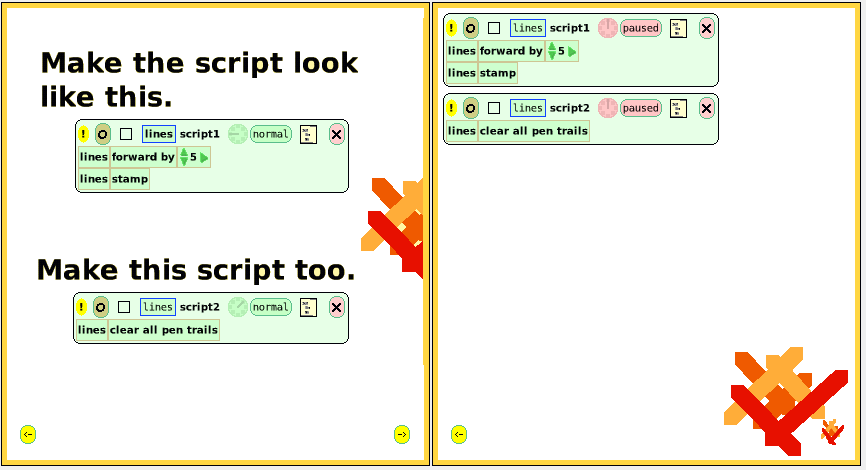 Make the script look
like this.
! lines script1 normal
lines forward by 5
lines stamp
Make this script too.
! lines script2 normal
lines clear all pen trails
<- ->
! lines script1 paused
lines forward by 5
lines stamp
! lines script2 paused
lines clear all pen trails
<-